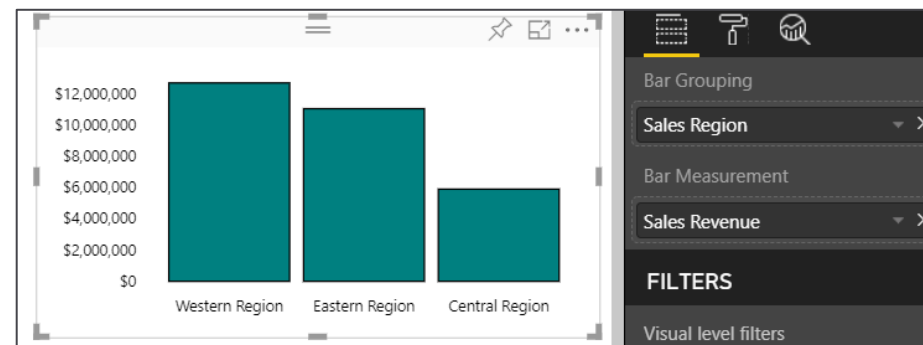 $12,000,000
$10,000,000
$8,000,000
$6,000,000
$4,000,000
$2,000,000
$0
Western Region Eastern Region Central Region
Bar Grouping
Sales Region
Bar Measurement
Sales Revenue
FILTERS
Visual level filters